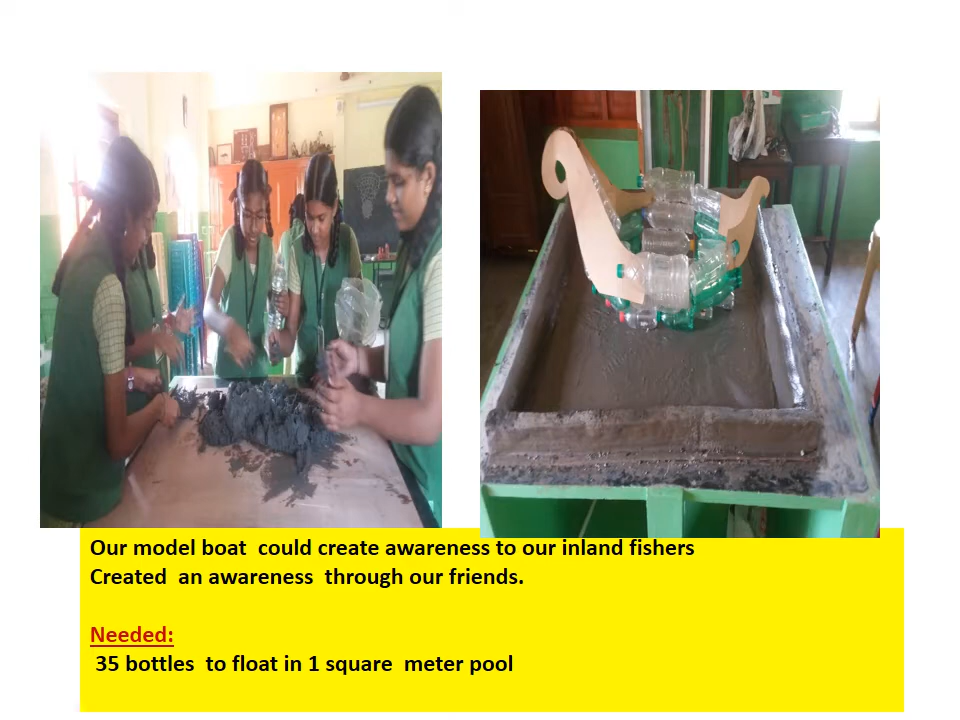 Our model boat  could create awareness to our inland fishers
Created  an awareness  through our friends.
Needed:
35 bottles  to float in 1 square  meter pool